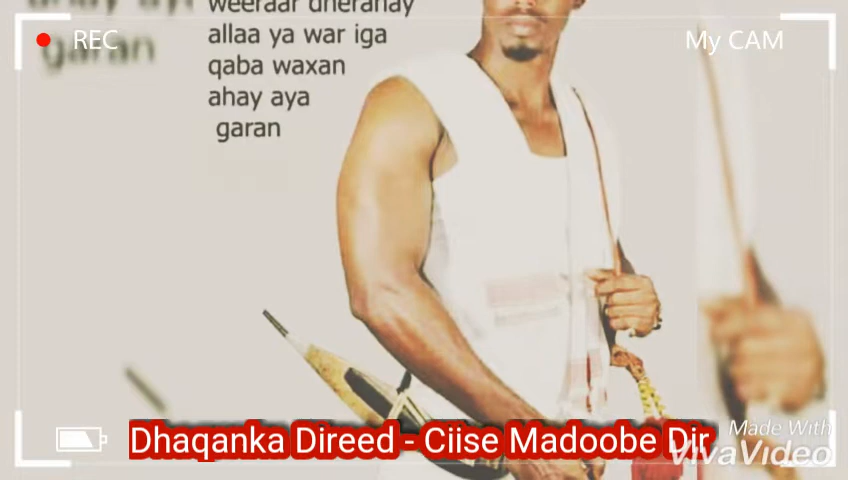 weeraar dheranay
allaa ya war iga
qaba waxan
ahay aya
garan
garan
REC
My CAM
Dhaqanka Direed - Ciise Madoobe Dir
Made With
VivaVideo